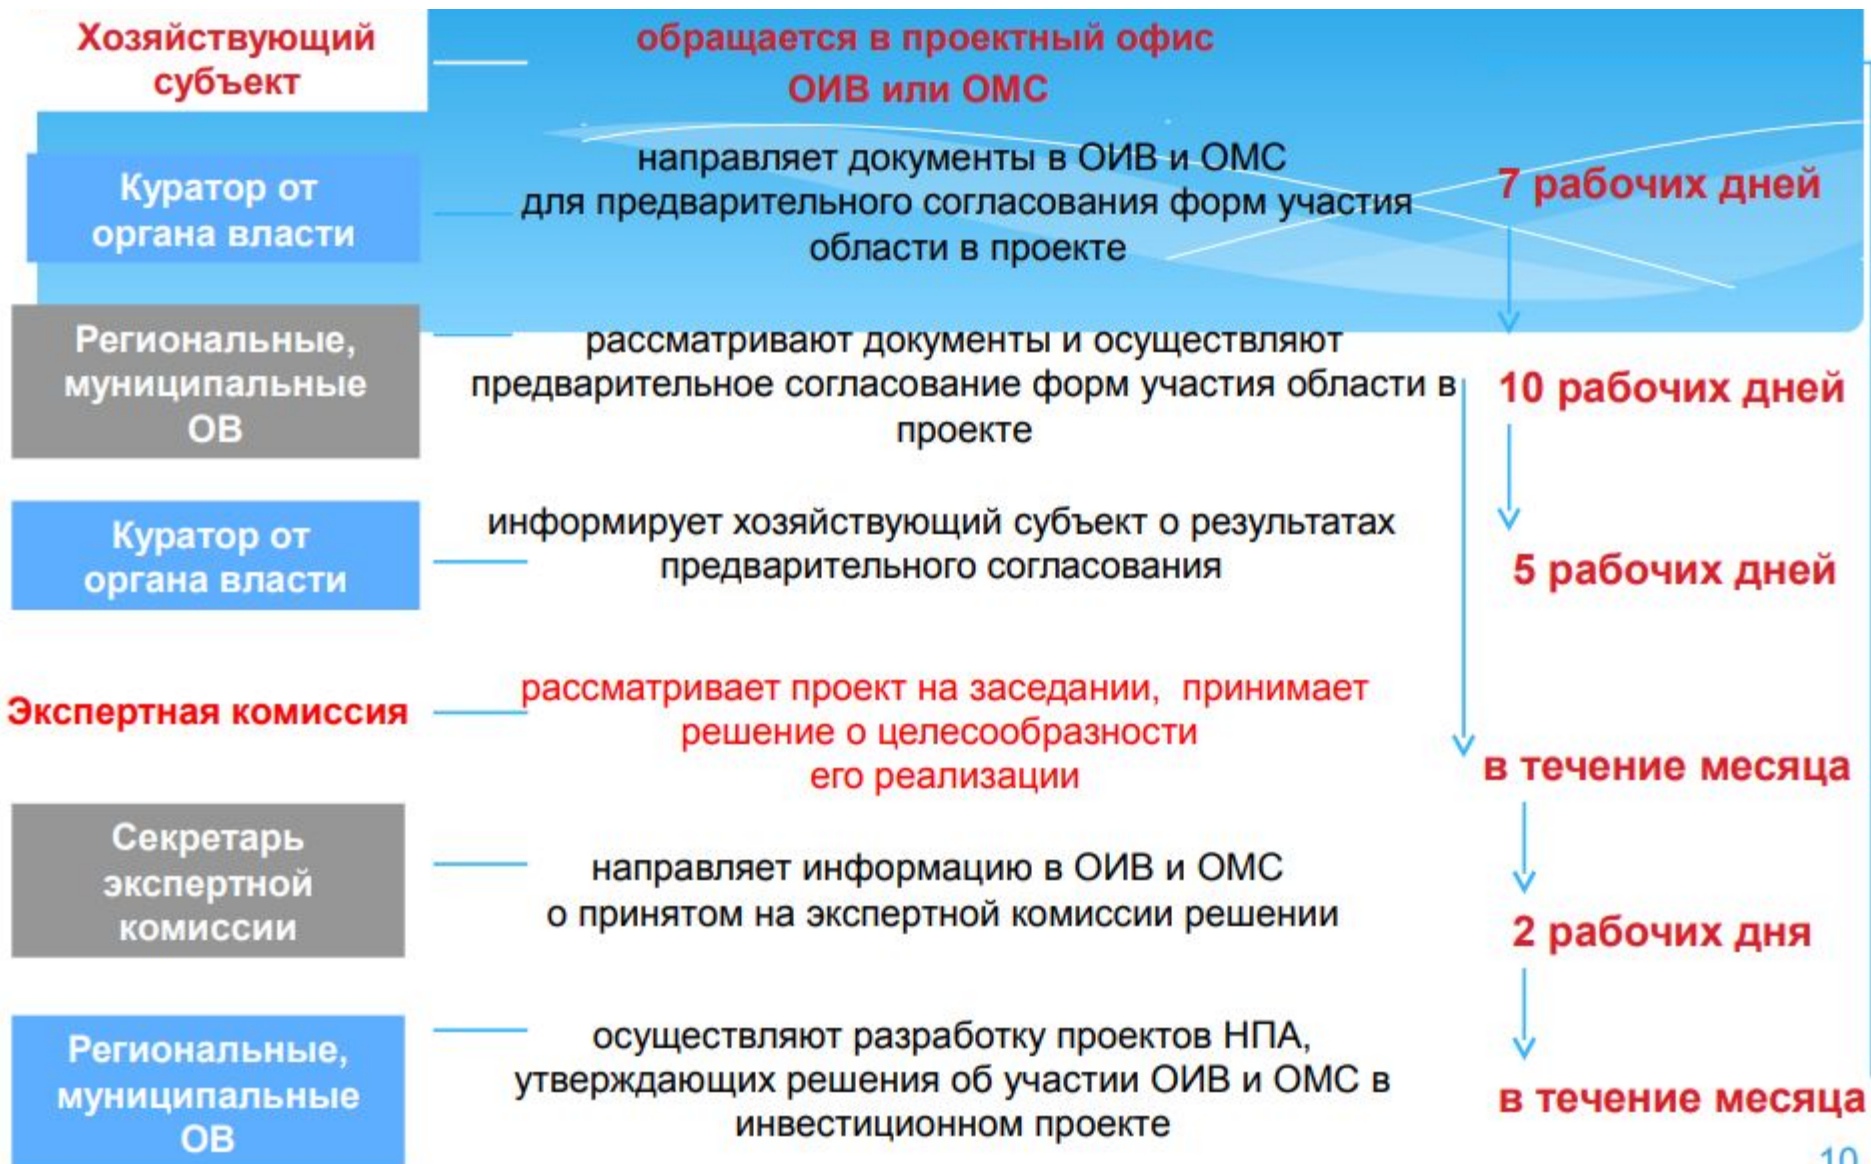 Хозяйствующий
субъект
обращается в проектный офис
ОИВ или ОМС
Куратор от
органа власти
направляет документы в ОИВ и ОМС
для предварительного согласования форм участия
области в проекте
7 рабочих дней
Региональные,
муниципальные
ОВ
рассматривают документы и осуществляют
предварительное согласование форм участия области в
проекте
10 рабочих дней
Куратор от
органа власти
информирует хозяйствующий субъект о результатах
предварительного согласования
5 рабочих дней
Экспертная комиссия
рассматривает проект на заседании, принимает
решение о целесообразности
его реализации
в течение месяца
Секретарь
экспертной
комиссии
направляет информацию в ОИВ и ОМС
о принятом на экспертной комиссии решении
2 рабочих дня
Региональные,
муниципальные
ОВ
осуществляют разработку проектов НПА,
утверждающих решения об участии ОИВ и ОМС в
инвестиционном проекте
в течение месяца
10